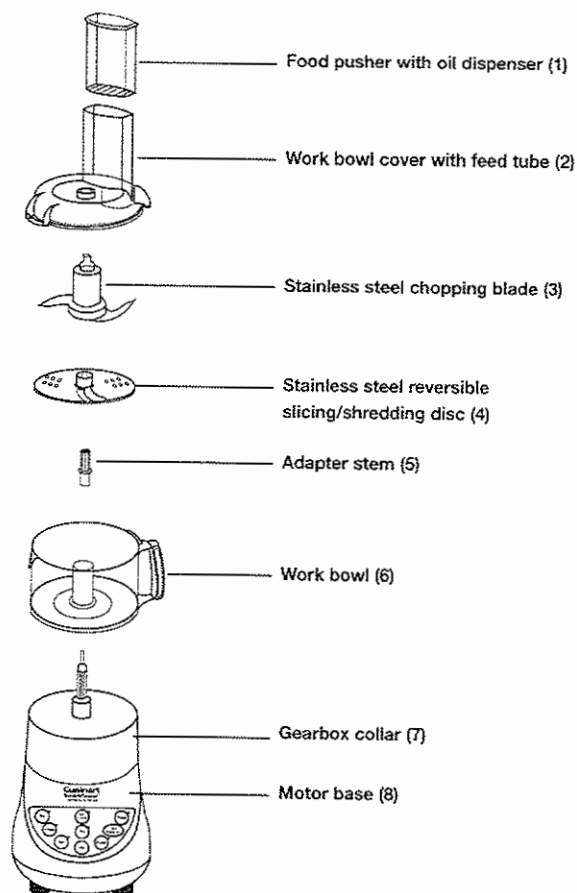 Food pusher with oil dispenser (1)
Work bowl cover with feed tube (2)
Stainless steel chopping blade (3)
Stainless steel reversible
slicing/shredding disc (4)
Adapter stem (5)
Work bowl (6)
Gearbox collar (7)
Motor base (8)
Cuisinart